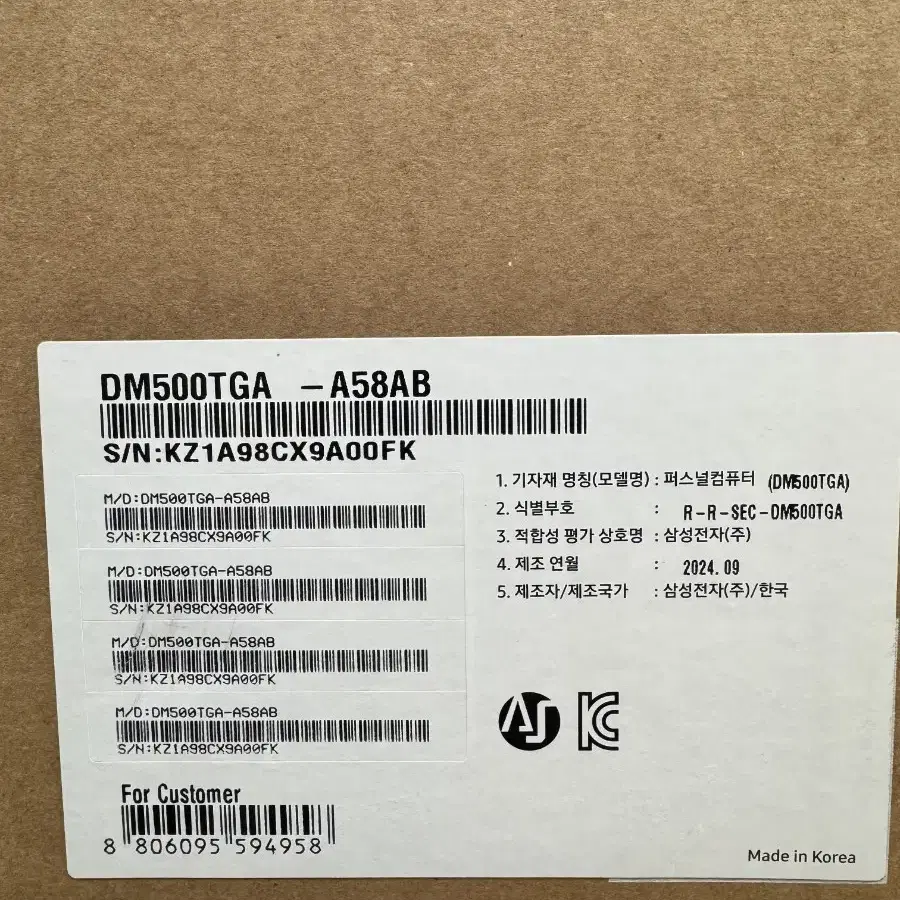 DM500TGA -A58AB
S/N:KZ1A98CX9A00FK
M/D:DM500TGA-A58AB
S/N:KZ1A98CX9A00FK
M/D:DM500TGA-A58AB
S/N:KZ1A98CX9A00FK
M/D:DM500TGA-A58AB
S/N:KZ1A98CX9A00FK
M/D:DM500TGA-A58AB
S/N:KZ1A98CX9A00FK
For Customer
8 806095 594958
1. 기자재 명칭(모델명) : 퍼스널컴퓨터 (DM500TGA)
2. 식별부호 : R-R-SEC-DM500TGA
3. 적합성 평가 상호명 : 삼성전자(주)
4. 제조 연월 : 2024.09
5. 제조자/제조국가 : 삼성전자(주)/한국
Made in Korea